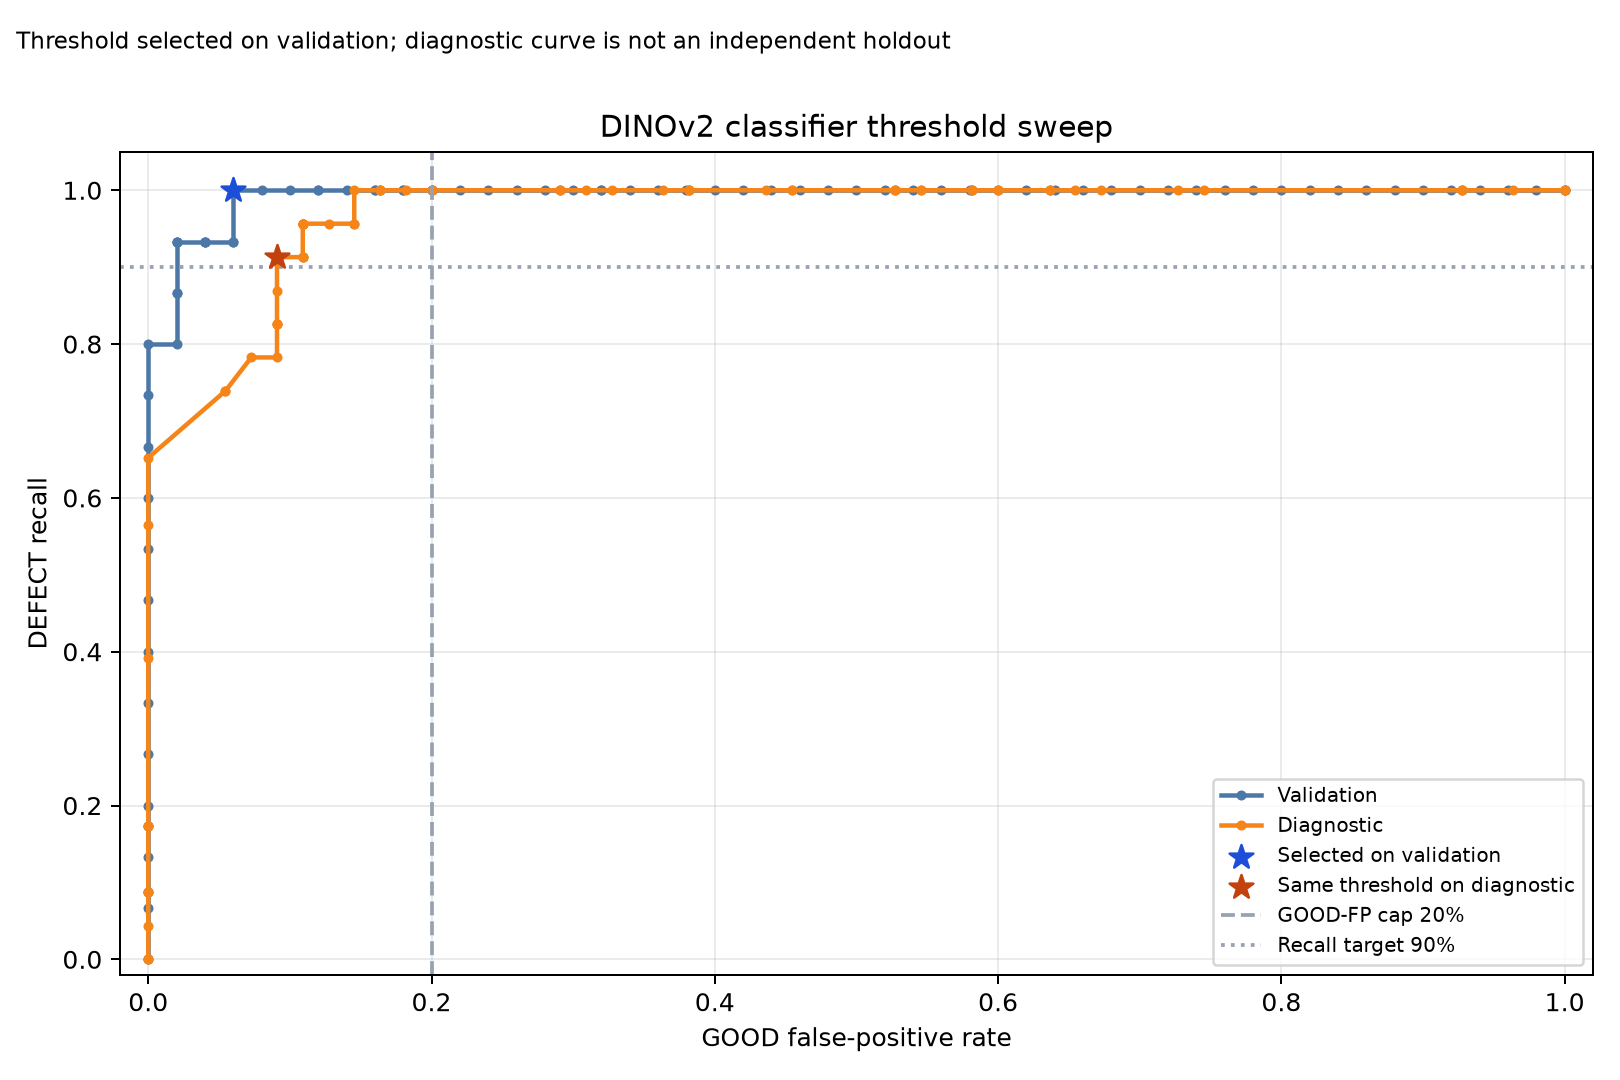 Threshold selected on validation; diagnostic curve is not an independent holdout
DINOv2 classifier threshold sweep
1.0
0.8
0.6
0.4
0.2
0.0
DEFECT recall
Validation
Diagnostic
Selected on validation
Same threshold on diagnostic
GOOD-FP cap 20%
Recall target 90%
0.0 0.2 0.4 0.6 0.8 1.0
GOOD false-positive rate